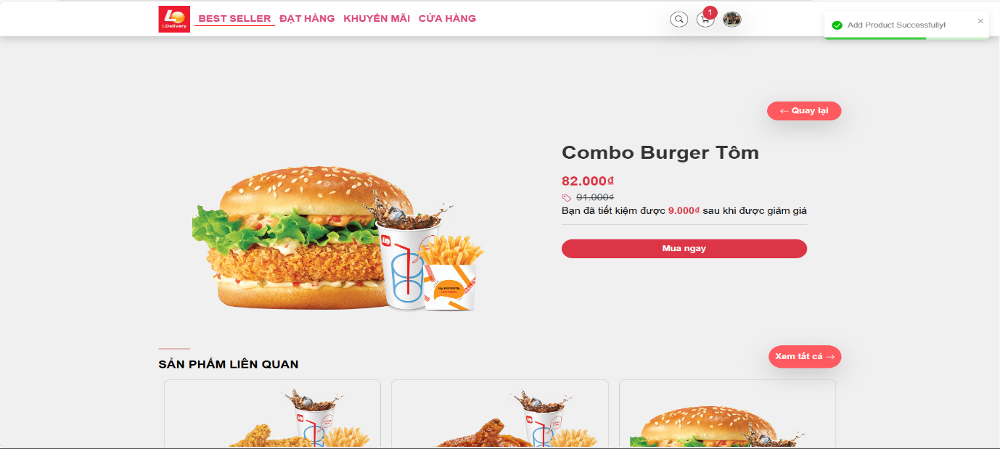 L.Delivery
BEST SELLER ĐẶT HÀNG KHUYẾN MÃI CỬA HÀNG
1
Add Product Successfully!
← Quay lại
Combo Burger Tôm
82.000₫
91.000₫
Bạn đã tiết kiệm được 9.000₫ sau khi được giảm giá
Mua ngay
MY FAVORITE,
LOTTERIA
SẢN PHẨM LIÊN QUAN
Xem tất cả →